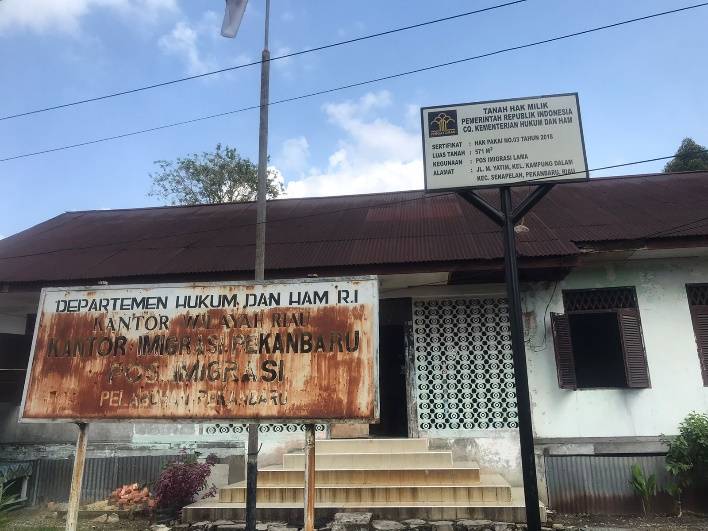 DEPARTEMEN HUKUM DAN HAM R.I
KANTOR WILAYAH RIAU
KANTOR IMIGRASI PEKANBARU
POS IMIGRASI
PELABUHAN PEKANBARU
TANAH HAK MILIK
PEMERINTAH REPUBLIK INDONESIA
CQ. KEMENTERIAN HUKUM DAN HAM
SERTIFIKAT : HAK PAKAI NO.03 TAHUN 2015
LUAS TANAH : 571 M²
KEGUNAAN : POS IMIGRASI LAMA
ALAMAT : JL. M. YATIM, KEL. KAMPUNG DALAM
KEC. SENAPELAN, PEKANBARU, RIAU